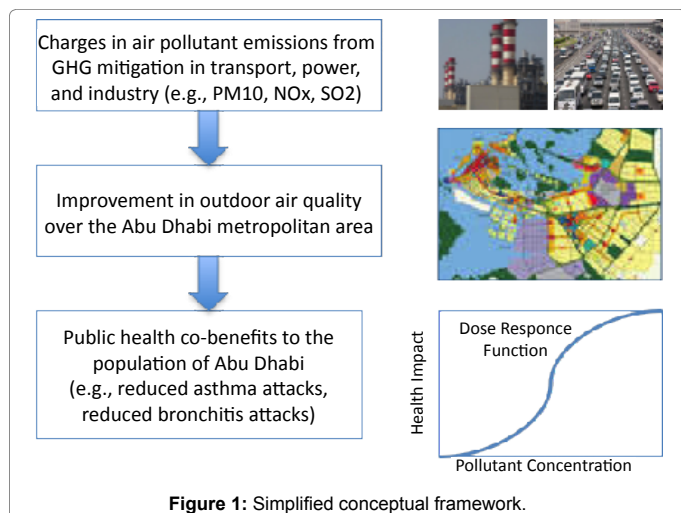 Charges in air pollutant emissions from
GHG mitigation in transport, power,
and industry (e.g., PM10, NOx, SO2)
Improvement in outdoor air quality
over the Abu Dhabi metropolitan area
Public health co-benefits to the
population of Abu Dhabi
(e.g., reduced asthma attacks,
reduced bronchitis attacks)
Health Impact
Dose Responce
Function
Pollutant Concentration
Figure 1: Simplified conceptual framework.